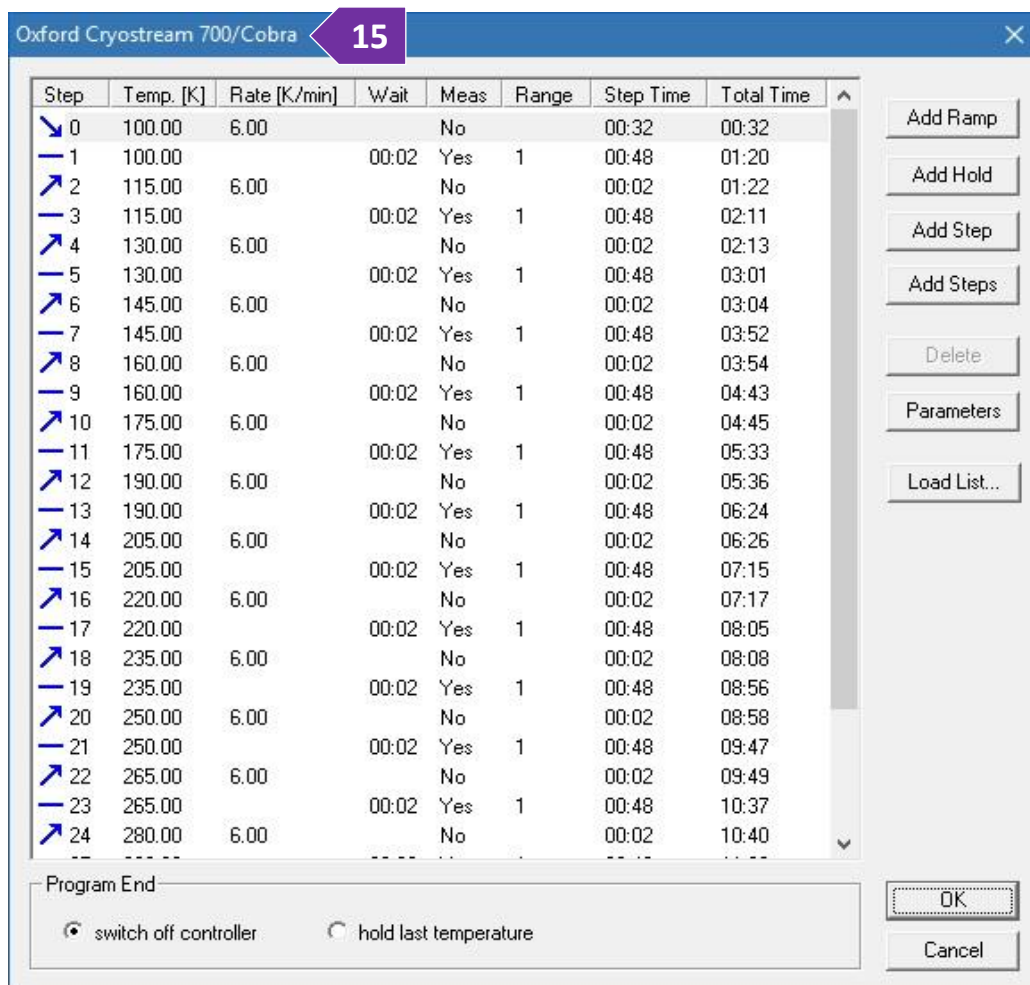 Oxford Cryostream 700/Cobra 15
Step Temp. [K] Rate [K/min] Wait Meas Range Step Time Total Time
0 100.00 6.00 No 00:32 00:32
1 100.00 00:02 Yes 1 00:48 01:20
2 115.00 6.00 No 00:02 01:22
3 115.00 00:02 Yes 1 00:48 02:11
4 130.00 6.00 No 00:02 02:13
5 130.00 00:02 Yes 1 00:48 03:01
6 145.00 6.00 No 00:02 03:04
7 145.00 00:02 Yes 1 00:48 03:52
8 160.00 6.00 No 00:02 03:54
9 160.00 00:02 Yes 1 00:48 04:43
10 175.00 6.00 No 00:02 04:45
11 175.00 00:02 Yes 1 00:48 05:33
12 190.00 6.00 No 00:02 05:36
13 190.00 00:02 Yes 1 00:48 06:24
14 205.00 6.00 No 00:02 06:26
15 205.00 00:02 Yes 1 00:48 07:15
16 220.00 6.00 No 00:02 07:17
17 220.00 00:02 Yes 1 00:48 08:05
18 235.00 6.00 No 00:02 08:08
19 235.00 00:02 Yes 1 00:48 08:56
20 250.00 6.00 No 00:02 08:58
21 250.00 00:02 Yes 1 00:48 09:47
22 265.00 6.00 No 00:02 09:49
23 265.00 00:02 Yes 1 00:48 10:37
24 280.00 6.00 No 00:02 10:40
Add Ramp
Add Hold
Add Step
Add Steps
Delete
Parameters
Load List...
Program End
switch off controller hold last temperature
OK
Cancel